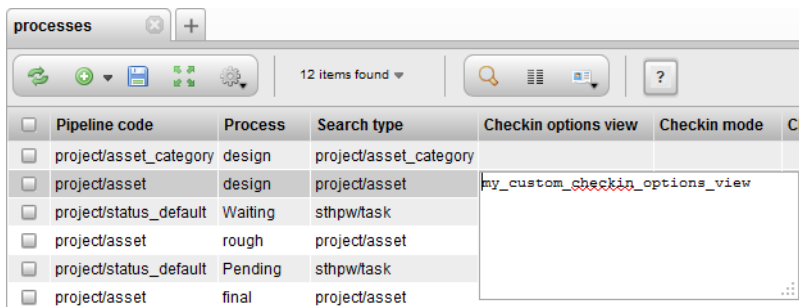 processes
12 items found
?
Pipeline code Process Search type Checkin options view Checkin mode C
project/asset_category design project/asset_category
project/asset design project/asset my_custom_checkin_options_view
project/status_default Waiting sthpw/task
project/asset rough project/asset
project/status_default Pending sthpw/task
project/asset final project/asset